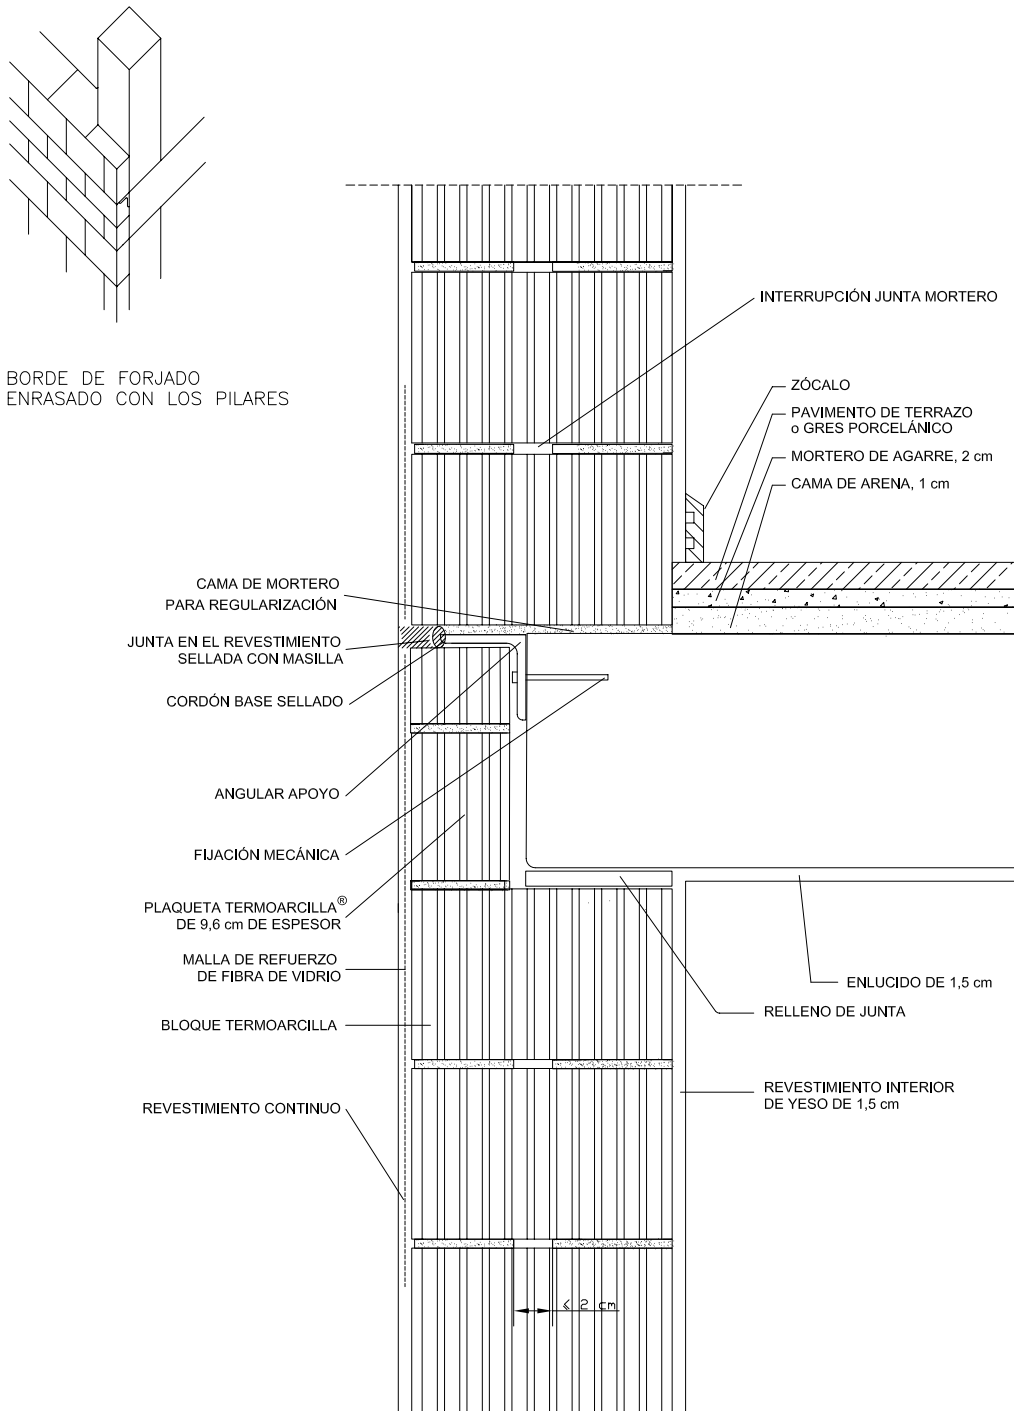 BORDE DE FORJADO
ENRASADO CON LOS PILARES
INTERRUPCIÓN JUNTA MORTERO
ZÓCALO
PAVIMENTO DE TERRAZO
o GRES PORCELÁNICO
MORTERO DE AGARRE, 2 cm
CAMA DE ARENA, 1 cm
CAMA DE MORTERO
PARA REGULARIZACIÓN
JUNTA EN EL REVESTIMIENTO
SELLADA CON MASILLA
CORDÓN BASE SELLADO
ANGULAR APOYO
FIJACIÓN MECÁNICA
PLAQUETA TERMOARCILLA®
DE 9,6 cm DE ESPESOR
MALLA DE REFUERZO
DE FIBRA DE VIDRIO
BLOQUE TERMOARCILLA
REVESTIMIENTO CONTINUO
ENLUCIDO DE 1,5 cm
RELLENO DE JUNTA
REVESTIMIENTO INTERIOR
DE YESO DE 1,5 cm
< 2 cm